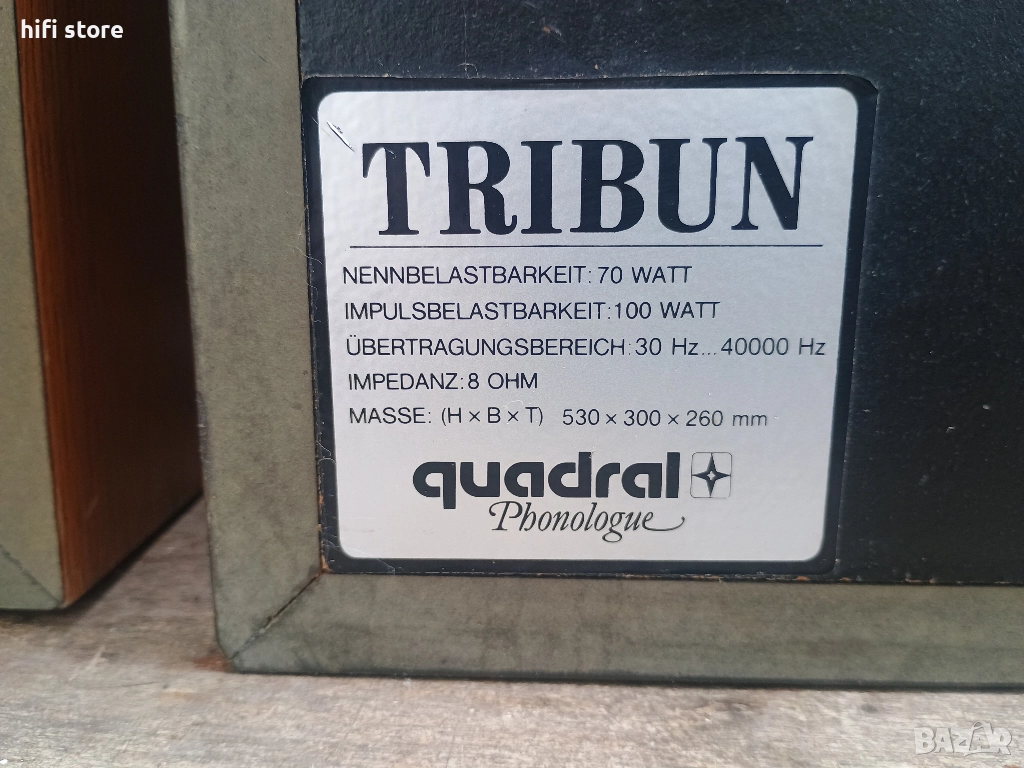 hifi store
TRIBUN
NENNBELASTBARKEIT: 70 WATT
IMPULSBELASTBARKEIT: 100 WATT
ÜBERTRAGUNGSBEREICH: 30 Hz...40000 Hz
IMPEDANZ: 8 OHM
MASSE: (H × B × T) 530 × 300 × 260 mm
quadral
Phonologue
BAZAR